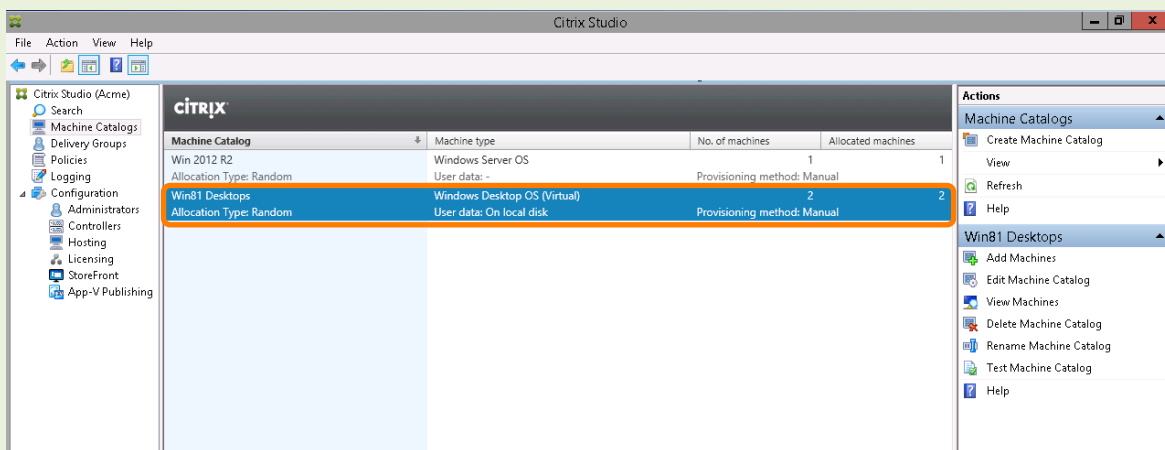 Citrix Studio
File Action View Help
Citrix Studio (Acme)
Search
Machine Catalogs
Delivery Groups
Policies
Logging
Configuration
Administrators
Controllers
Hosting
Licensing
StoreFront
App-V Publishing
CİTRIX
Machine Catalog Machine type No. of machines Allocated machines
Win 2012 R2 Windows Server OS 1 1
Allocation Type: Random User data: - Provisioning method: Manual
Win81 Desktops Windows Desktop OS (Virtual) 2 2
Allocation Type: Random User data: On local disk Provisioning method: Manual
Actions
Machine Catalogs
Create Machine Catalog
View
Refresh
Help
Win81 Desktops
Add Machines
Edit Machine Catalog
View Machines
Delete Machine Catalog
Rename Machine Catalog
Test Machine Catalog
Help